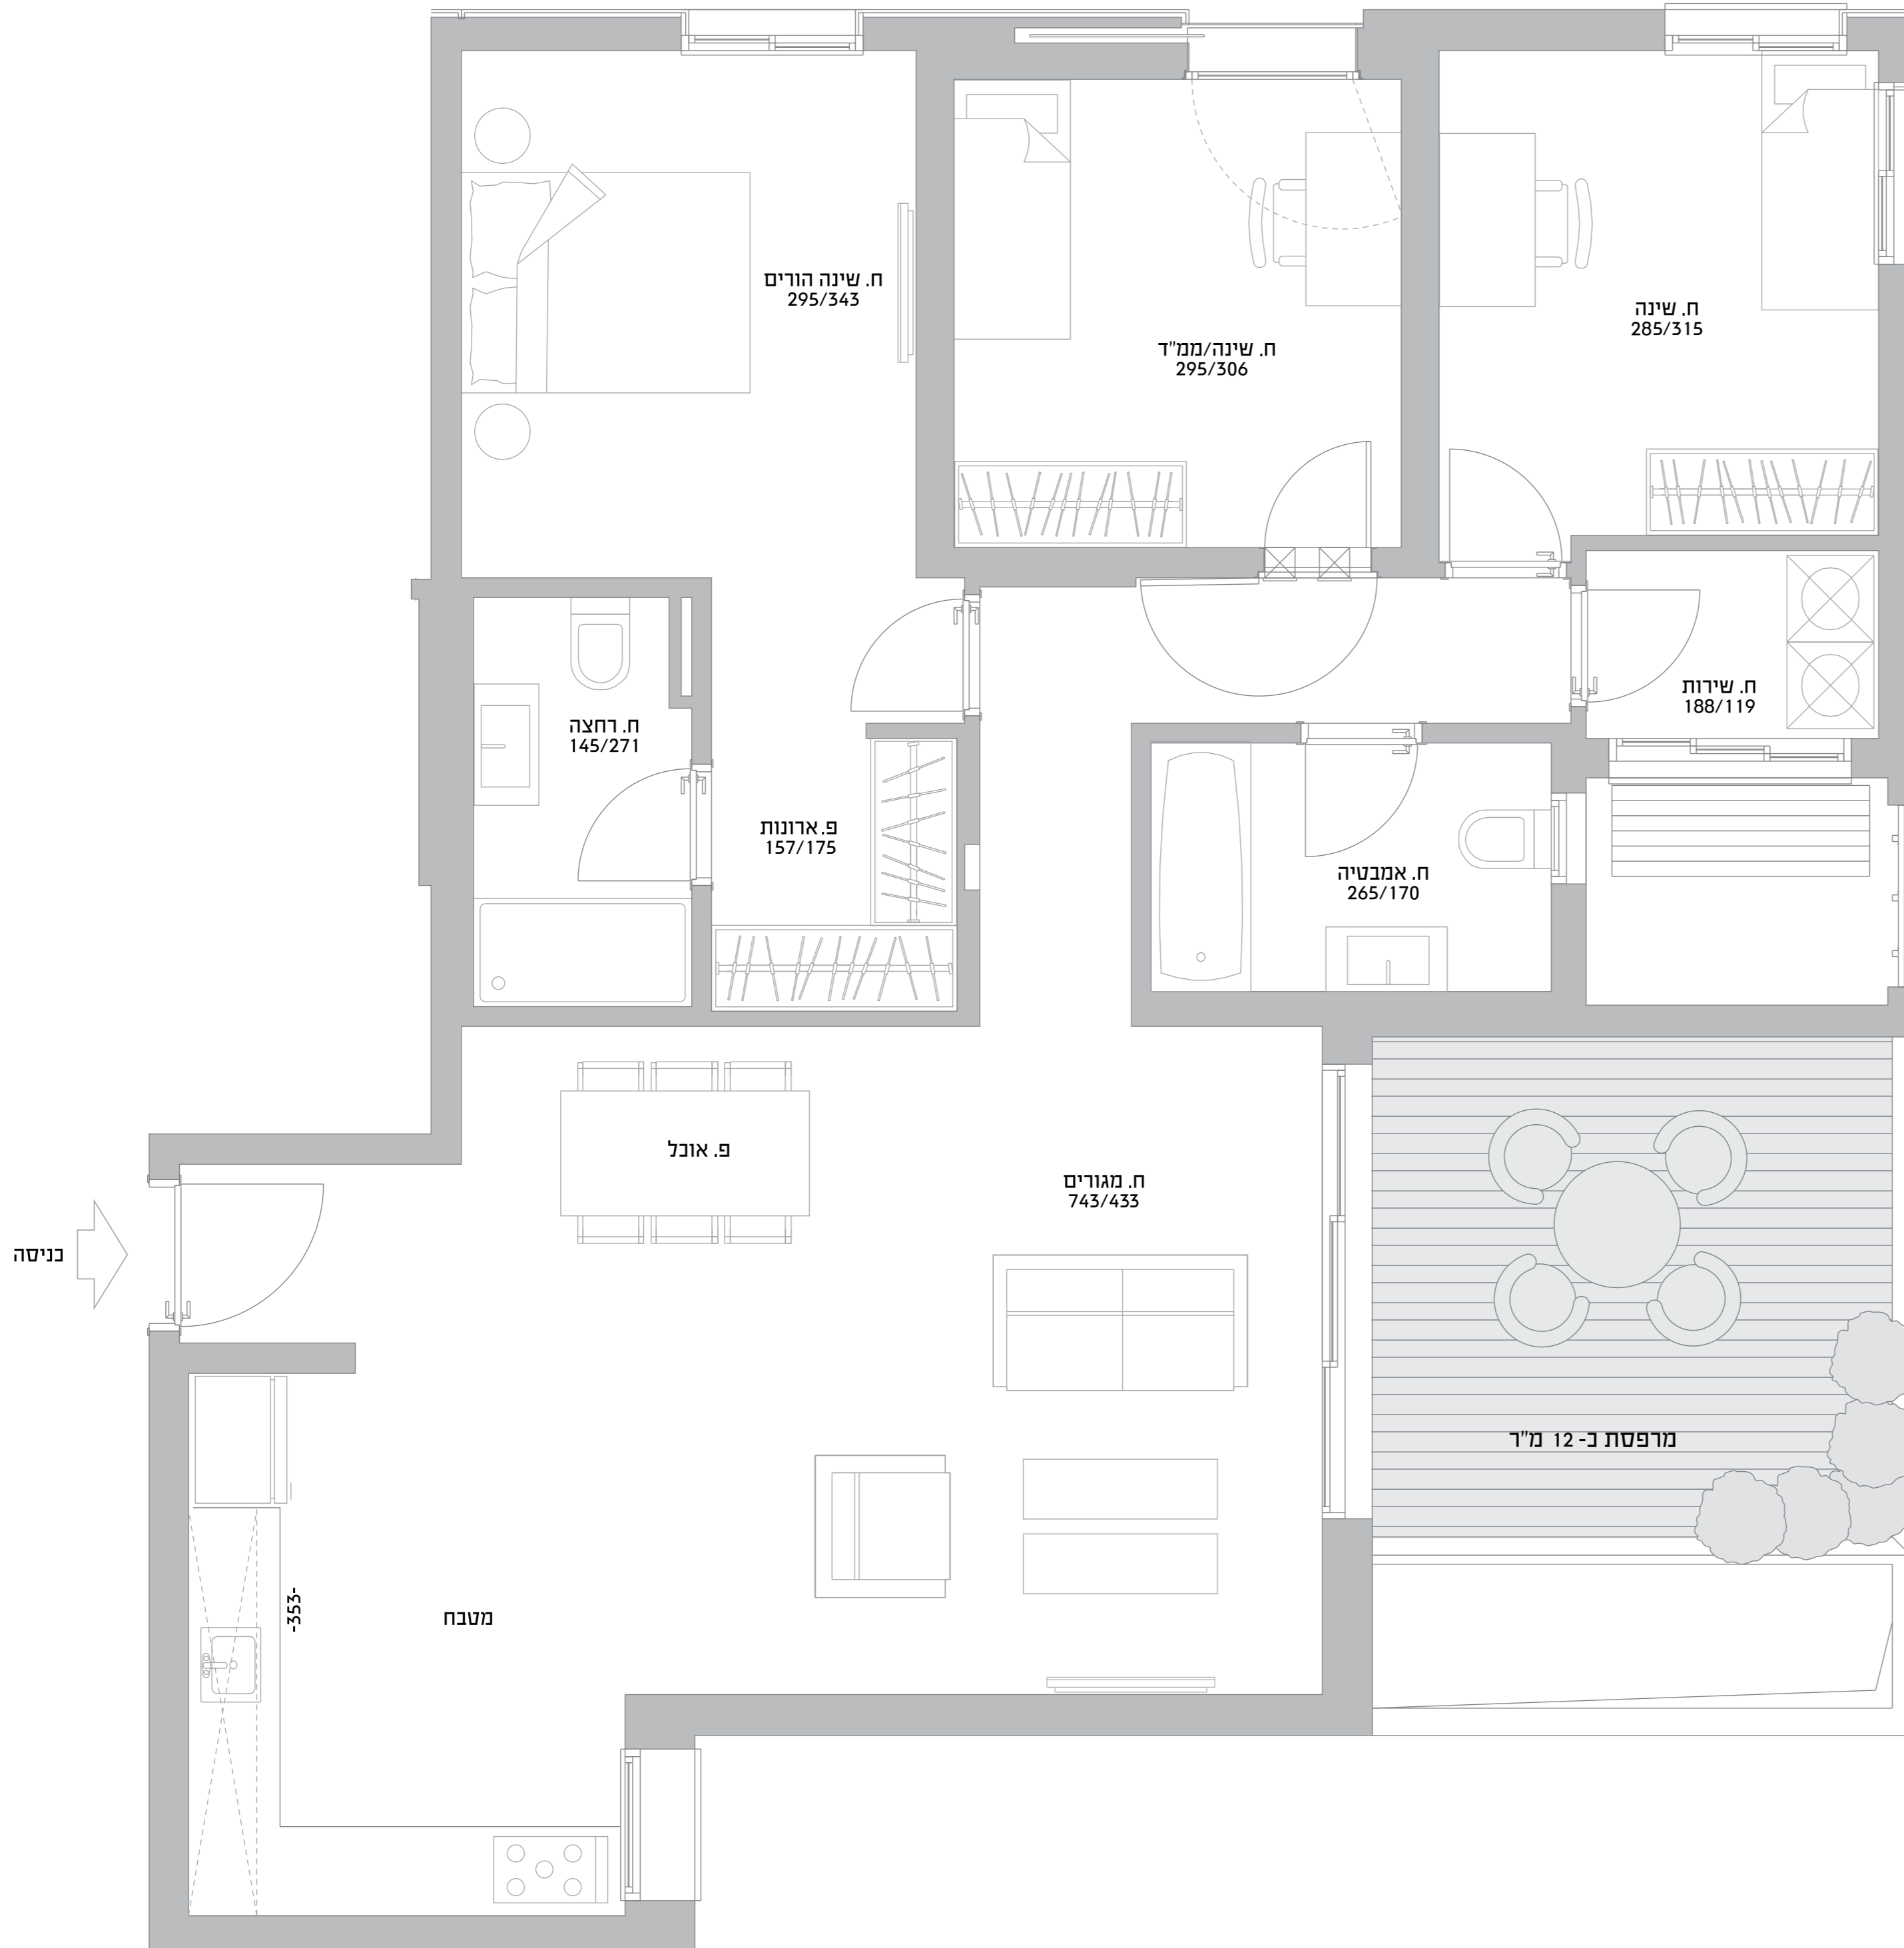 ח. שינה הורים
295/343
ח. שינה/ממ"ד
295/306
ח. שינה
285/315
ח. שירות
188/119
ח. רחצה
145/271
פ.ארונות
157/175
ח. אמבטיה
265/170
פ. אוכל
ח. מגורים
743/433
כניסה
מרפסת כ- 12 מ"ר
-353-
מטבח